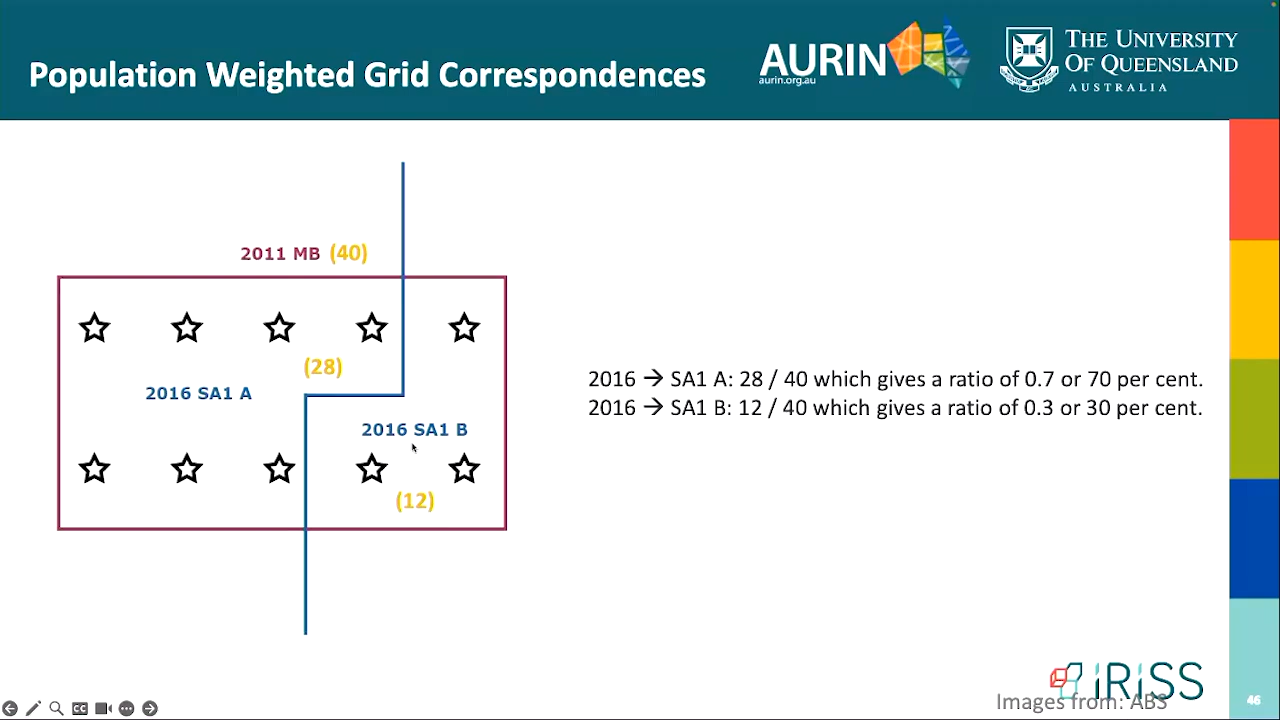 Population Weighted Grid Correspondences
AURIN
aurin.org.au
THE UNIVERSITY
OF QUEENSLAND
AUSTRALIA
2011 MB (40)
(28)
2016 SA1 A
2016 SA1 B
(12)
2016 → SA1 A: 28 / 40 which gives a ratio of 0.7 or 70 per cent.
2016 → SA1 B: 12 / 40 which gives a ratio of 0.3 or 30 per cent.
iRiSS
Images from: ABS
46
CC